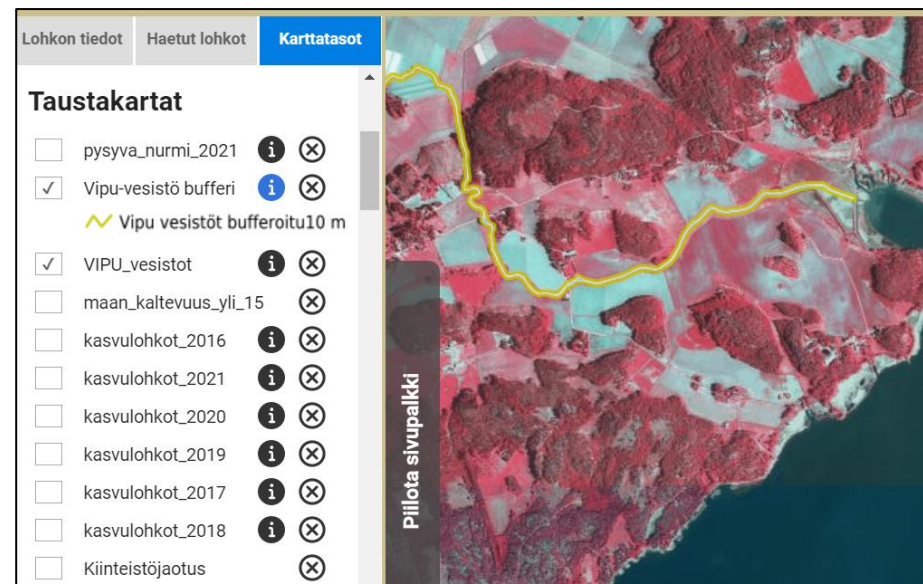 Lohkon tiedot Haetut lohkot Karttatasot
Taustakartat
pysyva_nurmi_2021
Vipu-vesistö bufferi
Vipu vesistöt bufferoitu10 m
VIPU_vesistot
maan_kaltevuus_yli_15
kasvulohkot_2016
kasvulohkot_2021
kasvulohkot_2020
kasvulohkot_2019
kasvulohkot_2017
kasvulohkot_2018
Kiinteistöjaotus
Piilota sivupalkki